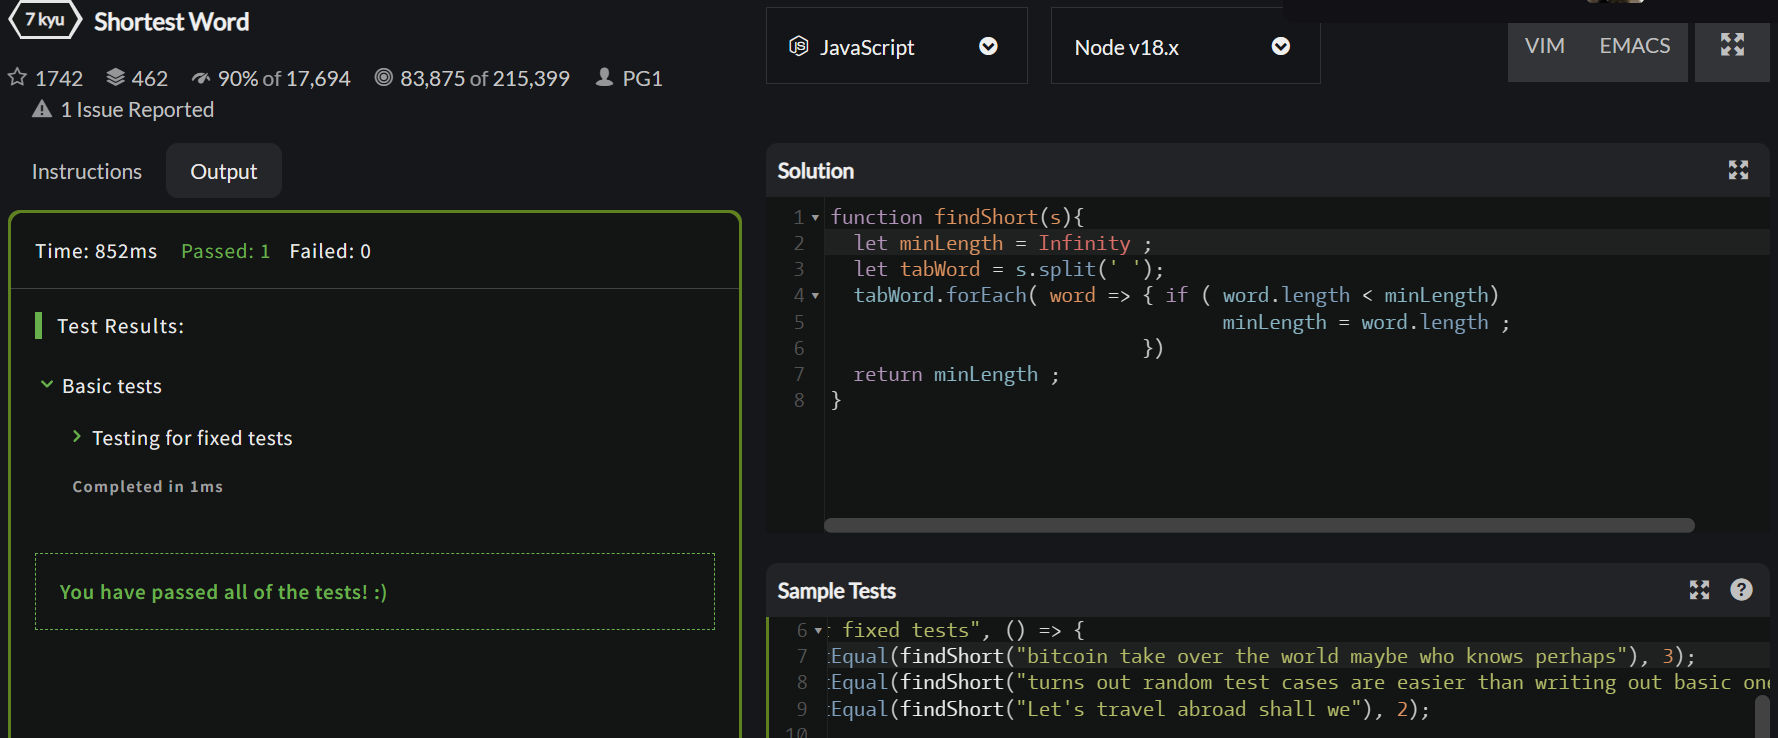 7 kyu Shortest Word
1742 462 90% of 17,694 83,875 of 215,399 PG1
1 Issue Reported
Instructions Output
Time: 852ms Passed: 1 Failed: 0
Test Results:
Basic tests
Testing for fixed tests
Completed in 1ms
You have passed all of the tests! :)
JS JavaScript Node v18.x VIM EMACS
Solution
1 function findShort(s){
2 let minLength = Infinity ;
3 let tabWord = s.split(' ');
4 tabWord.forEach( word => { if ( word.length < minLength)
5 minLength = word.length ;
6 })
7 return minLength ;
8 }
Sample Tests ?
6 r fixed tests", () => {
7 tEqual(findShort("bitcoin take over the world maybe who knows perhaps"), 3);
8 tEqual(findShort("turns out random test cases are easier than writing out basic one
9 tEqual(findShort("Let's travel abroad shall we"), 2);
10